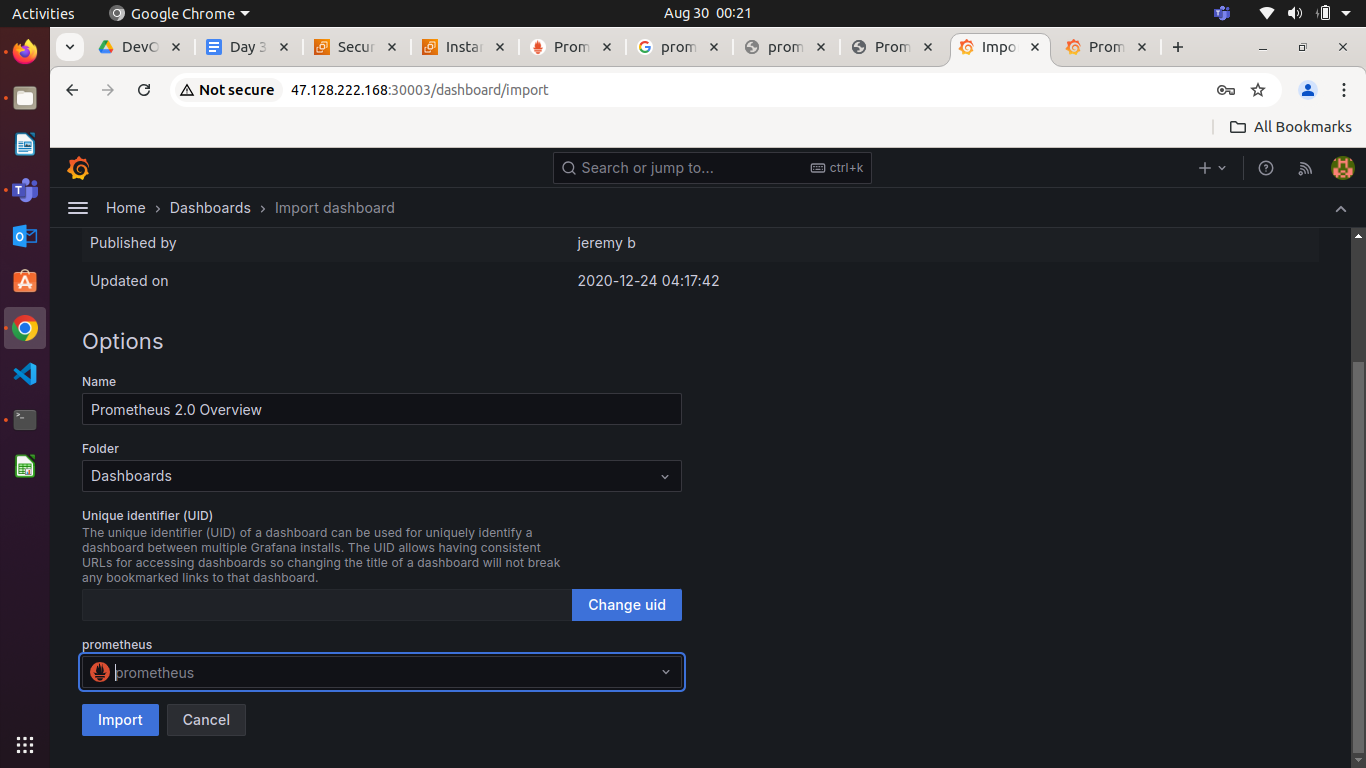 Activities Google Chrome Aug 30 00:21
DevO Day 3 Secur Instar Prom prom prom Prom Impo Prom
Not secure 47.128.222.168:30003/dashboard/import
All Bookmarks
Search or jump to... ctrl+k
Home › Dashboards › Import dashboard
Published by jeremy b
Updated on 2020-12-24 04:17:42
Options
Name
Prometheus 2.0 Overview
Folder
Dashboards
Unique identifier (UID)
The unique identifier (UID) of a dashboard can be used for uniquely identify a
dashboard between multiple Grafana installs. The UID allows having consistent
URLs for accessing dashboards so changing the title of a dashboard will not break
any bookmarked links to that dashboard.
Change uid
prometheus
prometheus
Import Cancel